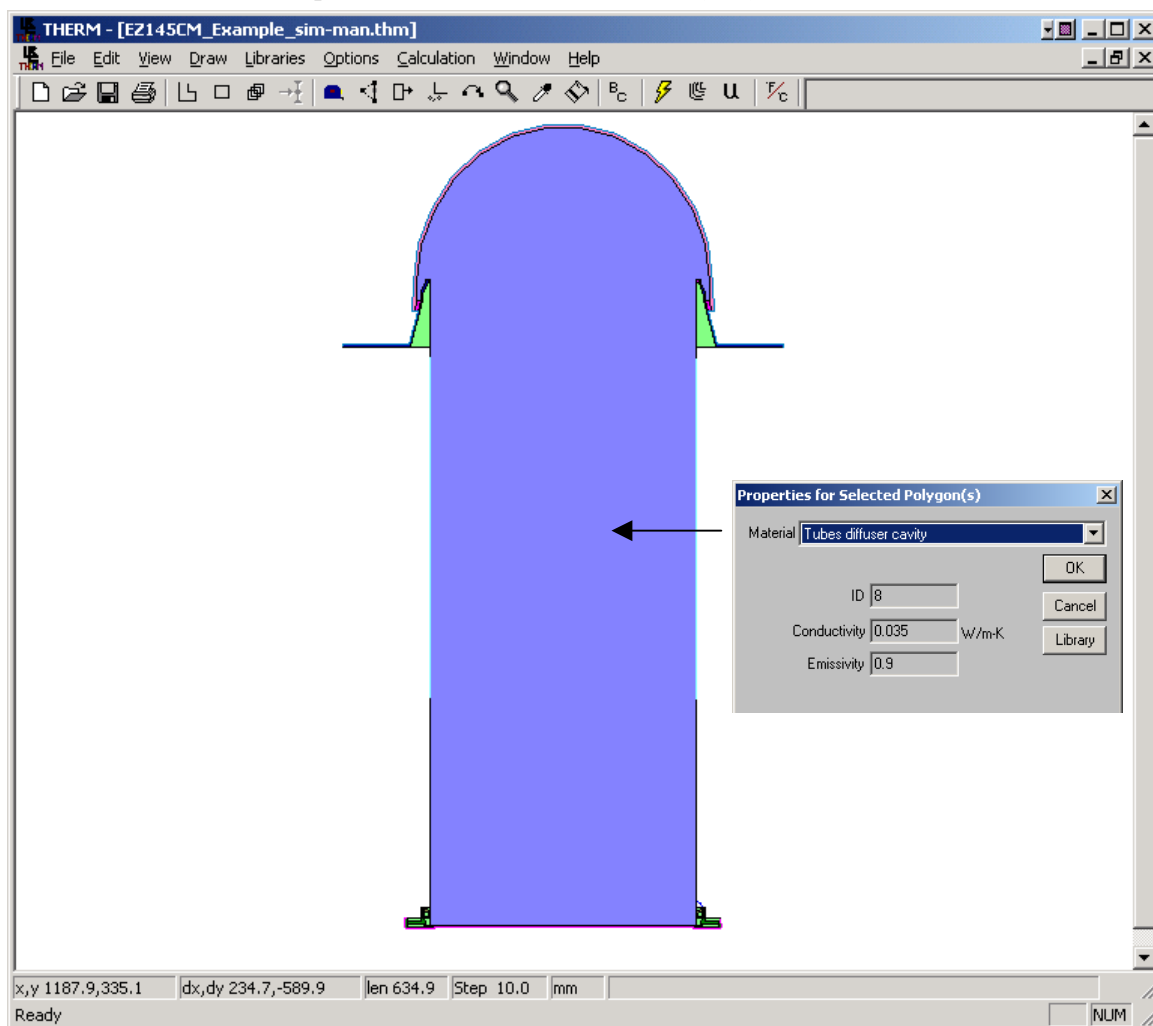 THERM - [EZ145CM_Example_sim-man.thm]
File Edit View Draw Libraries Options Calculation Window Help
BC U °F/C
Properties for Selected Polygon(s)
Material Tubes diffuser cavity
OK
ID 8
Cancel
Conductivity 0.035 W/m-K
Library
Emissivity 0.9
x,y 1187.9,335.1 dx,dy 234.7,-589.9 len 634.9 Step 10.0 mm
Ready NUM